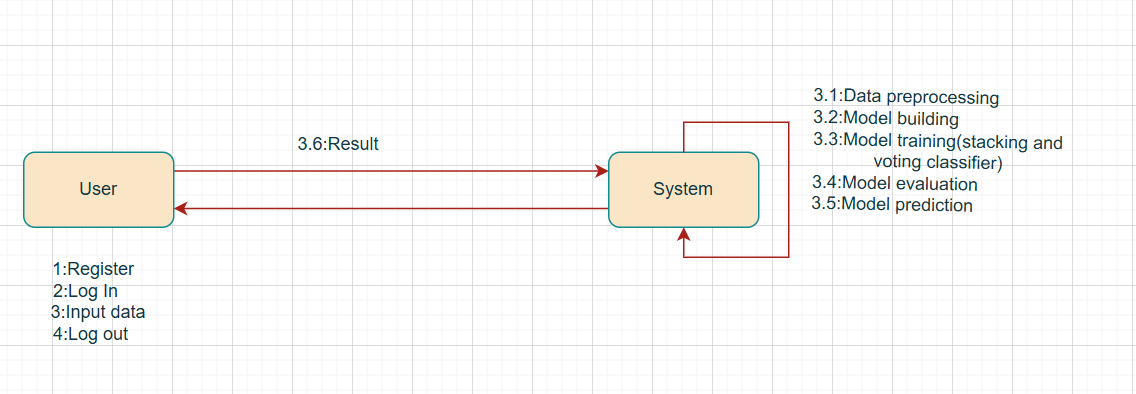 3.6:Result
User
System
3.1:Data preprocessing
3.2:Model building
3.3:Model training(stacking and
voting classifier)
3.4:Model evaluation
3.5:Model prediction
1:Register
2:Log In
3:Input data
4:Log out